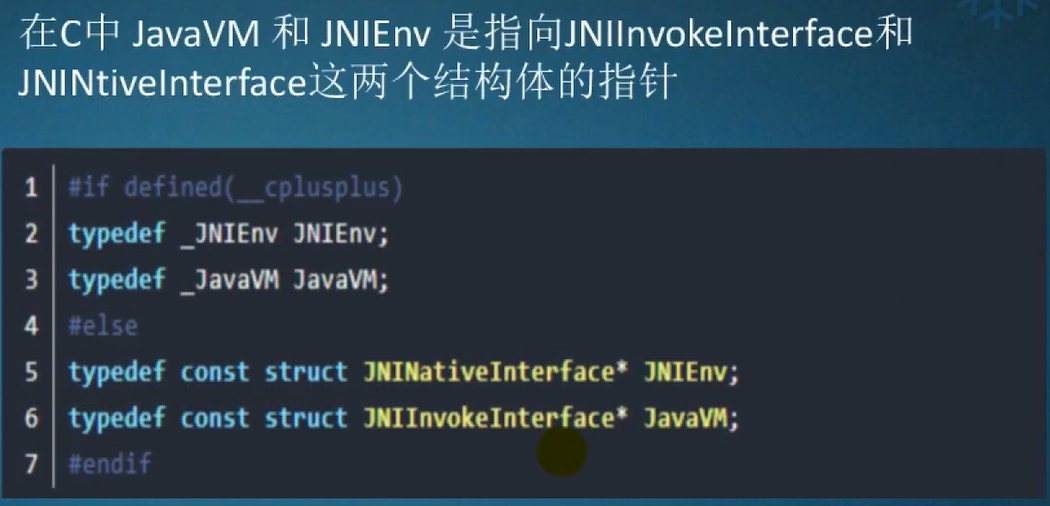 在C中 JavaVM 和 JNIEnv 是指向JNIInvokeInterface和
JNINtiveInterface这两个结构体的指针
1 #if defined(__cplusplus)
2 typedef _JNIEnv JNIEnv;
3 typedef _JavaVM JavaVM;
4 #else
5 typedef const struct JNINativeInterface* JNIEnv;
6 typedef const struct JNIInvokeInterface* JavaVM;
7 #endif